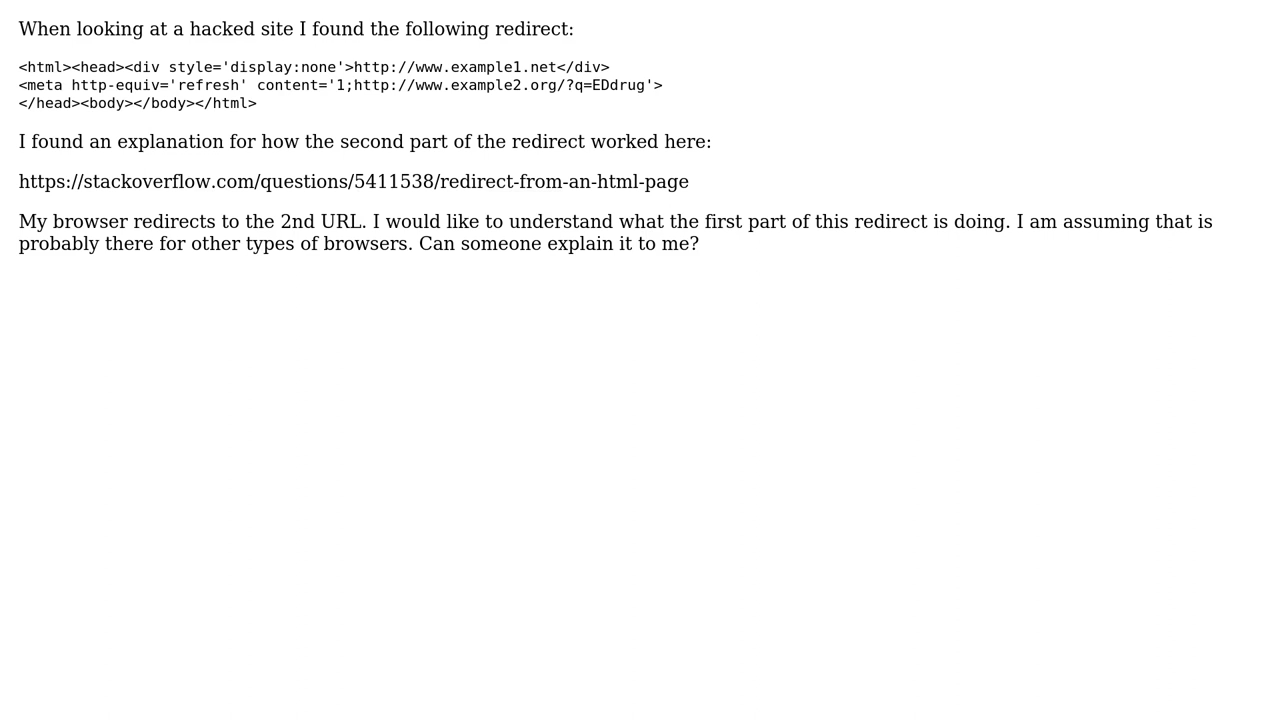 When looking at a hacked site I found the following redirect:
<html><head><div style='display:none'>http://www.example1.net</div>
<meta http-equiv='refresh' content='1;http://www.example2.org/?q=EDdrug'>
</head><body></body></html>
I found an explanation for how the second part of the redirect worked here:
https://stackoverflow.com/questions/5411538/redirect-from-an-html-page
My browser redirects to the 2nd URL. I would like to understand what the first part of this redirect is doing. I am assuming that is
probably there for other types of browsers. Can someone explain it to me?